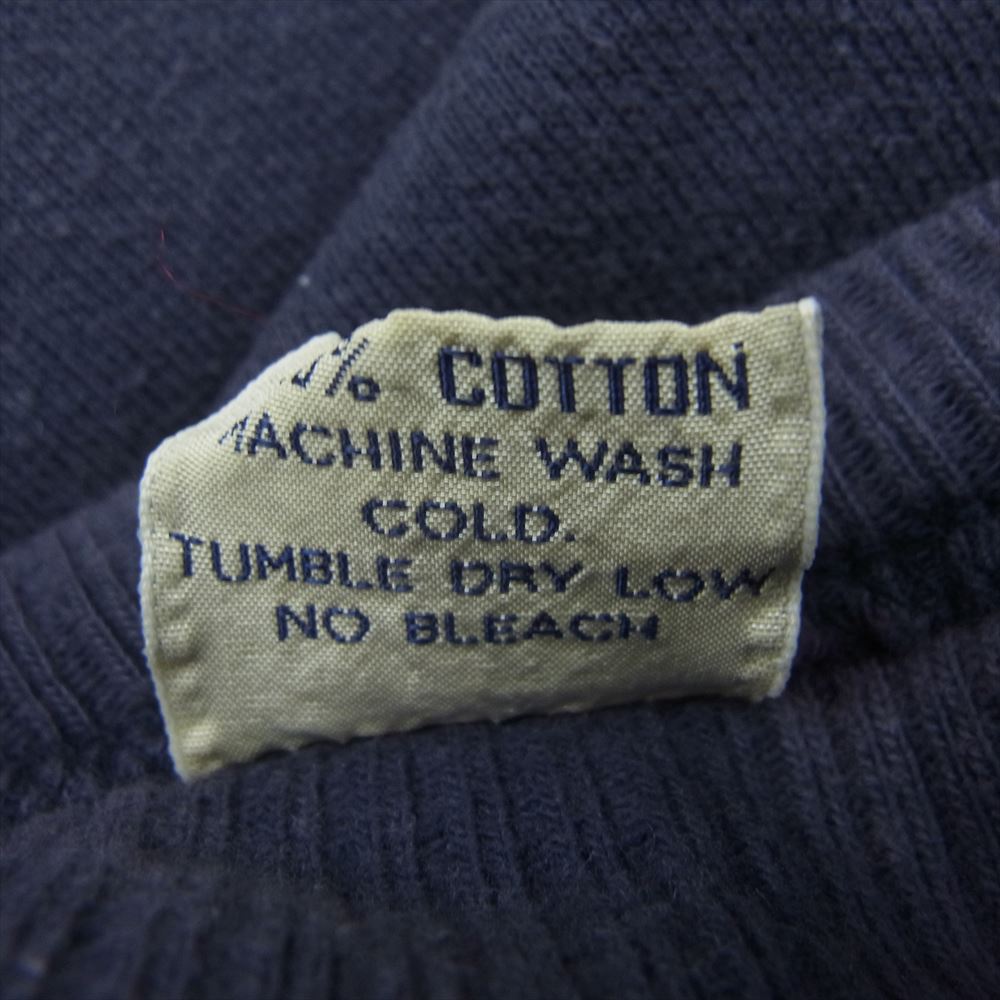 % COTTON
MACHINE WASH
COLD.
TUMBLE DRY LOW
NO BLEACH